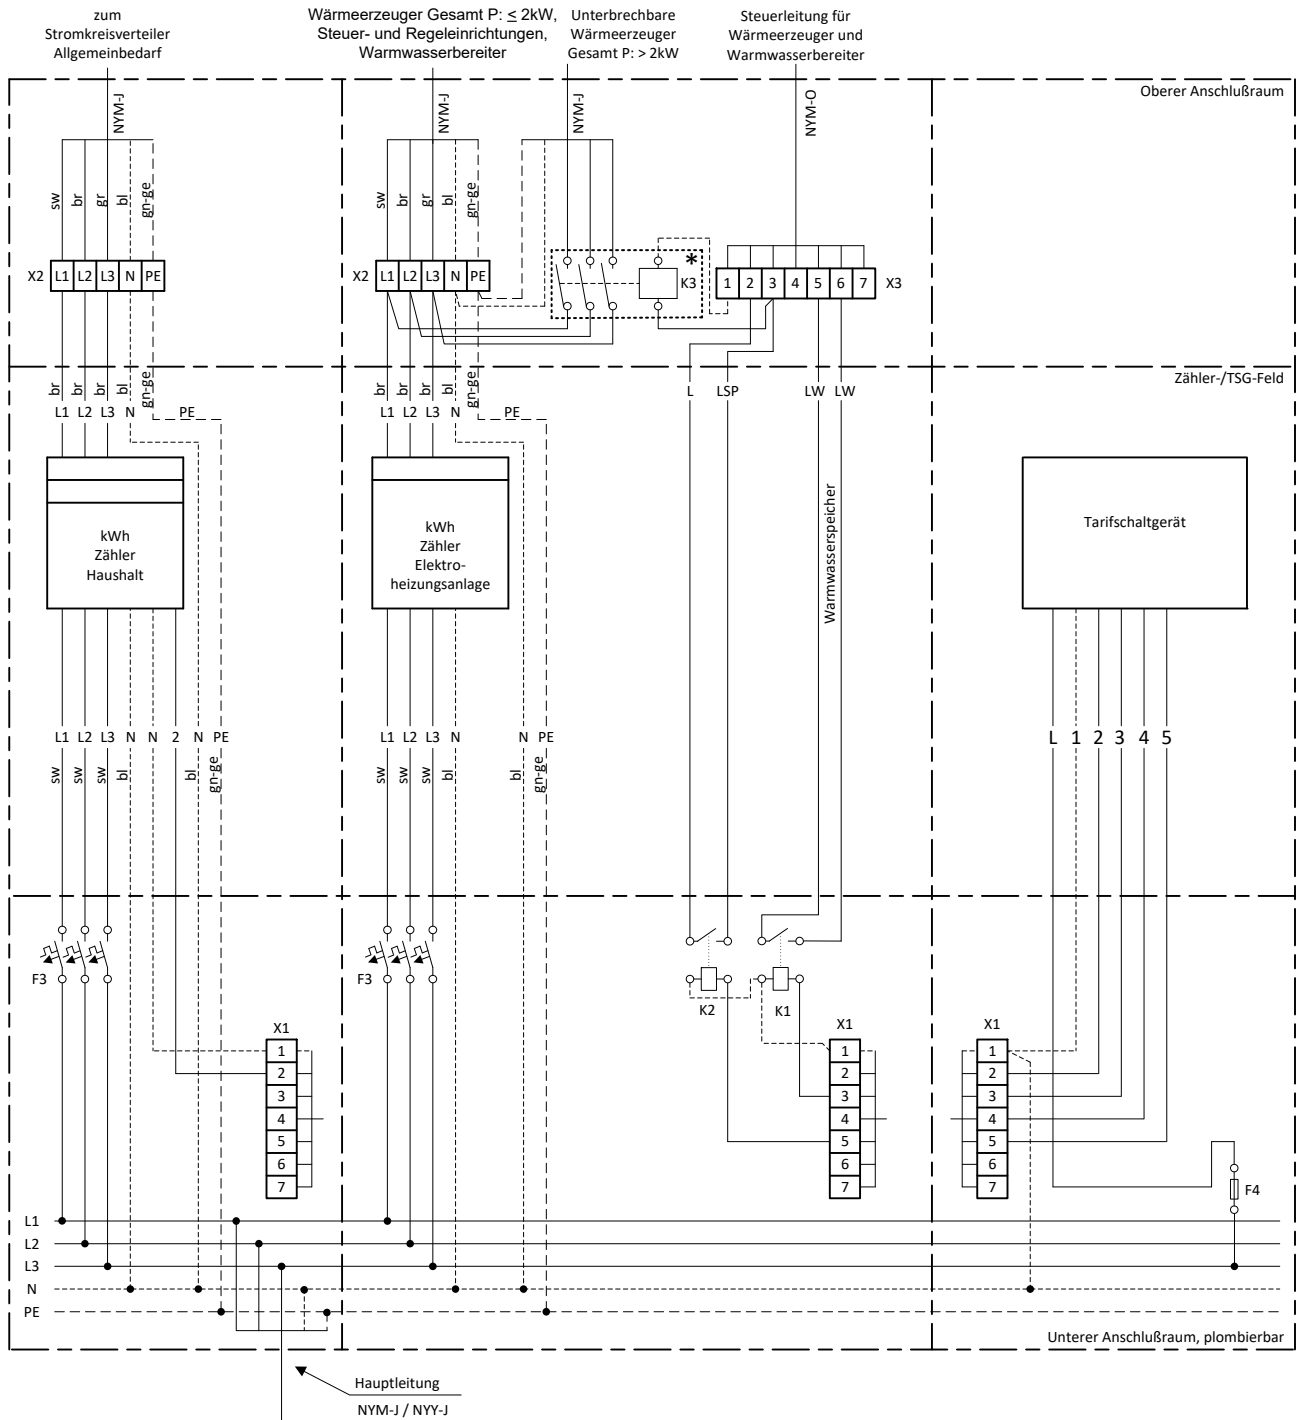 zum
Stromkreisverteiler
Allgemeinbedarf
Wärmeerzeuger Gesamt P: ≤ 2kW,
Steuer- und Regeleinrichtungen,
Warmwasserbereiter
Unterbrechbare
Wärmeerzeuger
Gesamt P: > 2kW
Steuerleitung für
Wärmeerzeuger und
Warmwasserbereiter
Oberer Anschlußraum
NYM-J
NYM-J
NYM-J
NYM-O
sw br gr bl gn-ge
sw br gr bl gn-ge
X2 L1 L2 L3 N PE
X2 L1 L2 L3 N PE
* K3
1 2 3 4 5 6 7 X3
Zähler-/TSG-Feld
br br br bl gn-ge
br br br bl gn-ge
L1 L2 L3 N PE
L1 L2 L3 N PE
L LSP LW LW
kWh
Zähler
Haushalt
kWh
Zähler
Elektro-
heizungsanlage
Warmwasserspeicher
Tarifschaltgerät
L1 L2 L3 N N 2 N PE
L1 L2 L3 N N PE
L 1 2 3 4 5
sw sw sw bl bl gn-ge
sw sw sw bl bl gn-ge
F3
F3
K2 K1
X1
1
2
3
4
5
6
7
X1
1
2
3
4
5
6
7
X1
1
2
3
4
5
6
7
F4
L1
L2
L3
N
PE
Unterer Anschlußraum, plombierbar
Hauptleitung
NYM-J / NYY-J